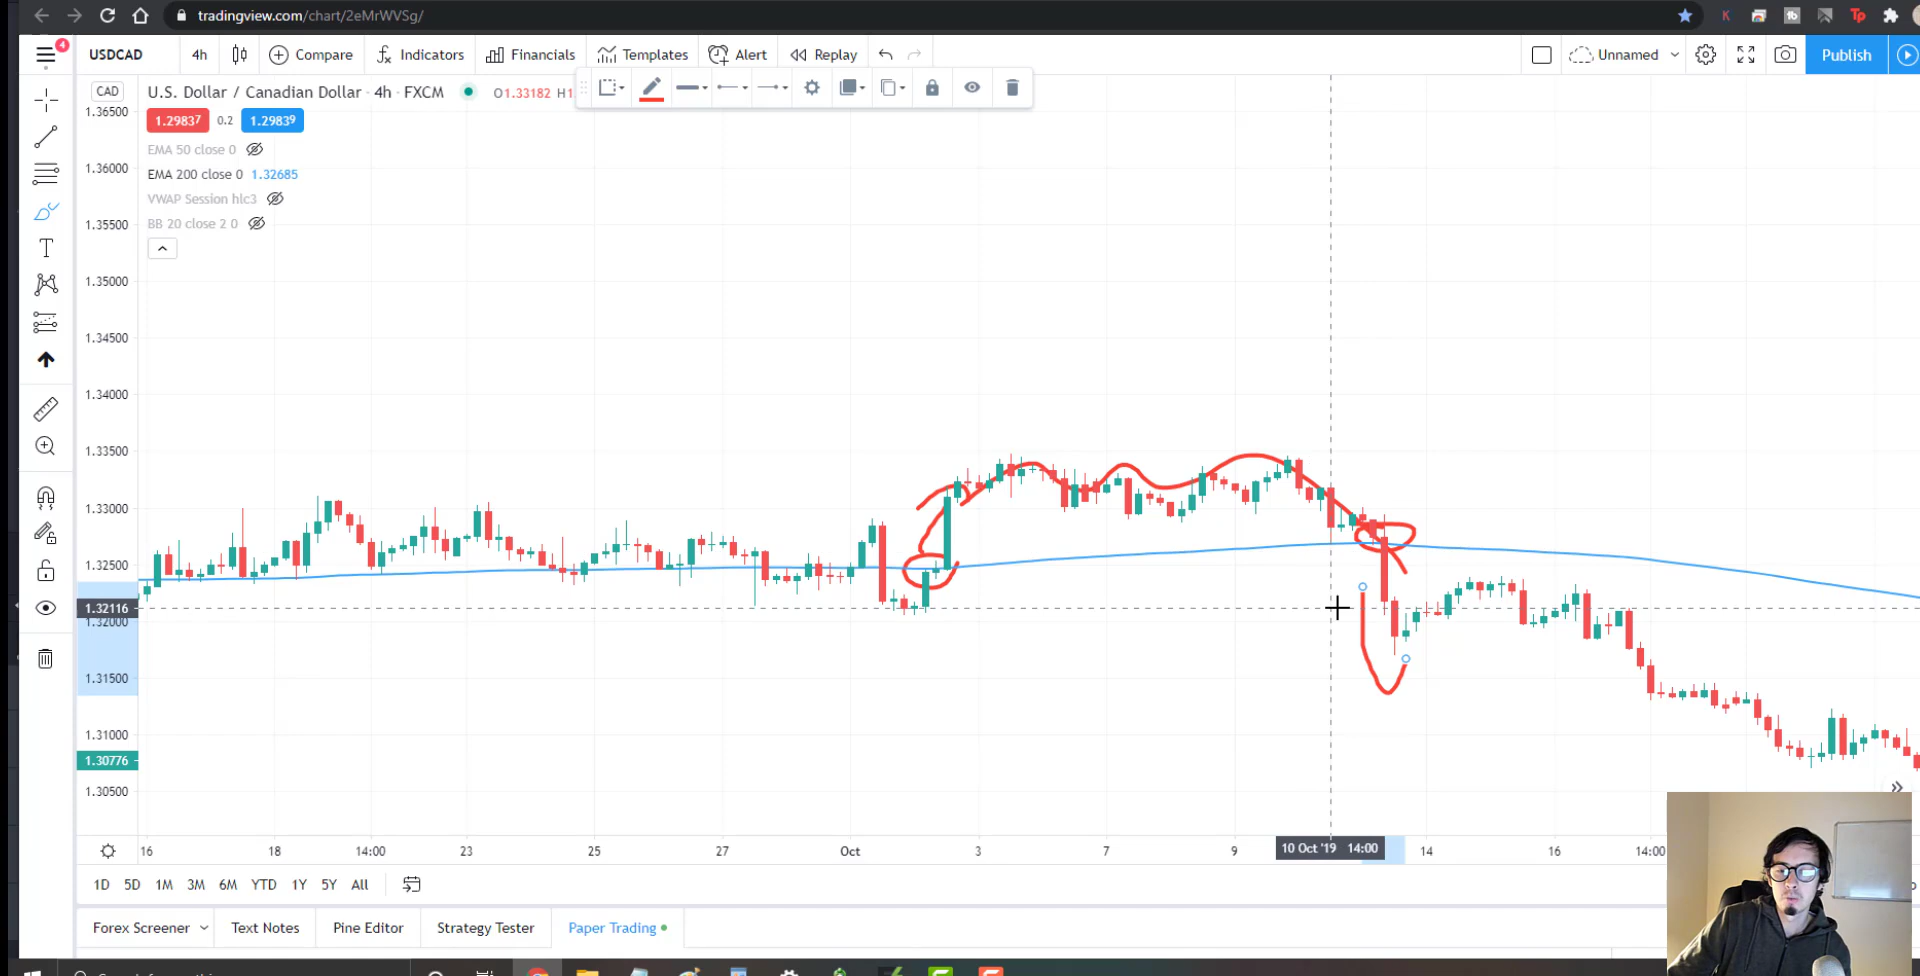 tradingview.com/chart/2eMrWVSg/
K
tb
Tp
4
USDCAD
4h
Compare
Indicators
Financials
Templates
Alert
Replay
Unnamed
Publish
CAD
U.S. Dollar / Canadian Dollar · 4h · FXCM
O1.33182 H1
1.29837
0.2
1.29839
EMA 50 close 0
EMA 200 close 0 1.32685
VWAP Session hlc3
BB 20 close 2 0
T
1.36500
1.36000
1.35500
1.35000
1.34500
1.34000
1.33500
1.33000
1.32500
1.32116
1.32000
1.31500
1.31000
1.30776
1.30500
16
18
14:00
23
25
27
Oct
3
7
9
10 Oct '19 14:00
14
16
14:00
1D 5D 1M 3M 6M YTD 1Y 5Y All
Forex Screener
Text Notes
Pine Editor
Strategy Tester
Paper Trading